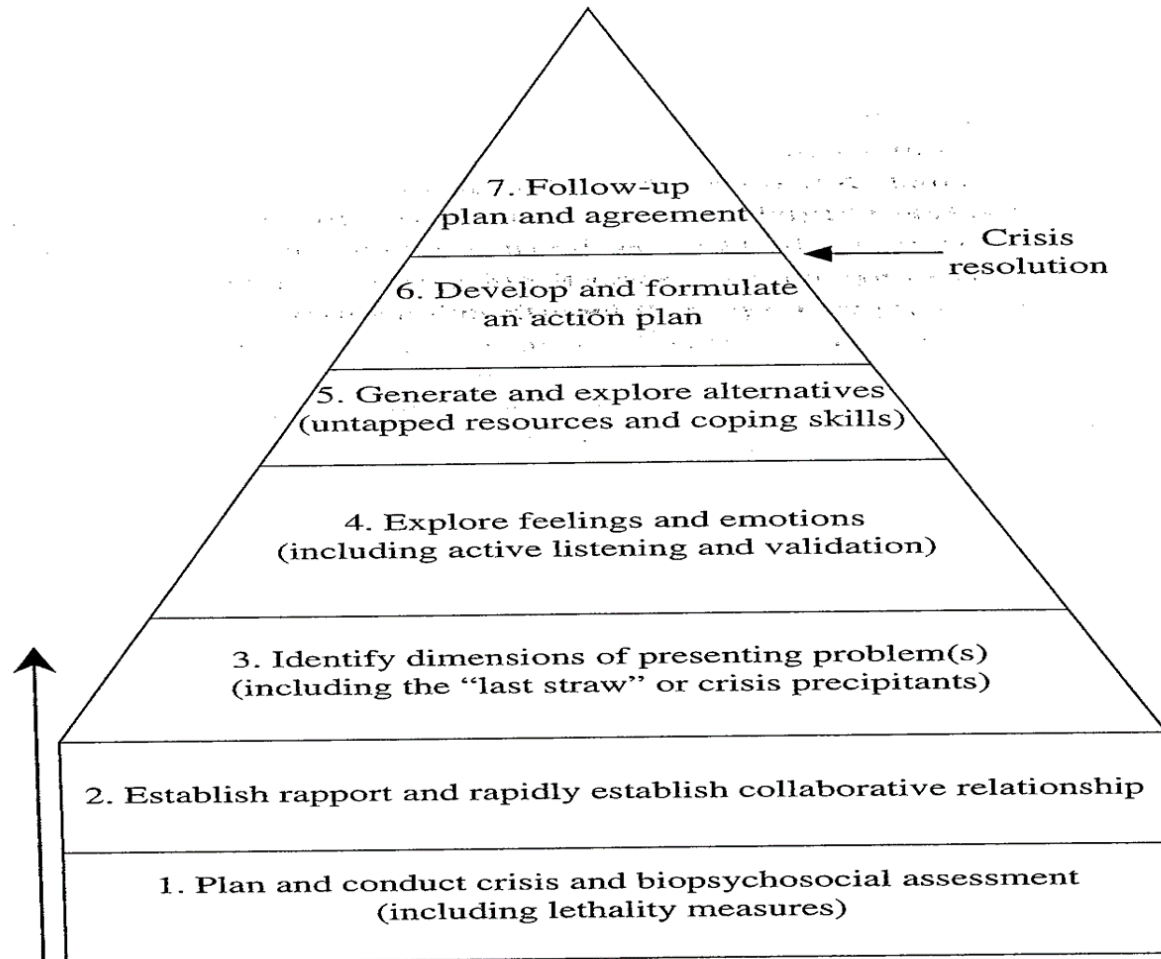 7. Follow-up
plan and agreement
Crisis
resolution
6. Develop and formulate
an action plan
5. Generate and explore alternatives
(untapped resources and coping skills)
4. Explore feelings and emotions
(including active listening and validation)
3. Identify dimensions of presenting problem(s)
(including the “last straw” or crisis precipitants)
2. Establish rapport and rapidly establish collaborative relationship
1. Plan and conduct crisis and biopsychosocial assessment
(including lethality measures)